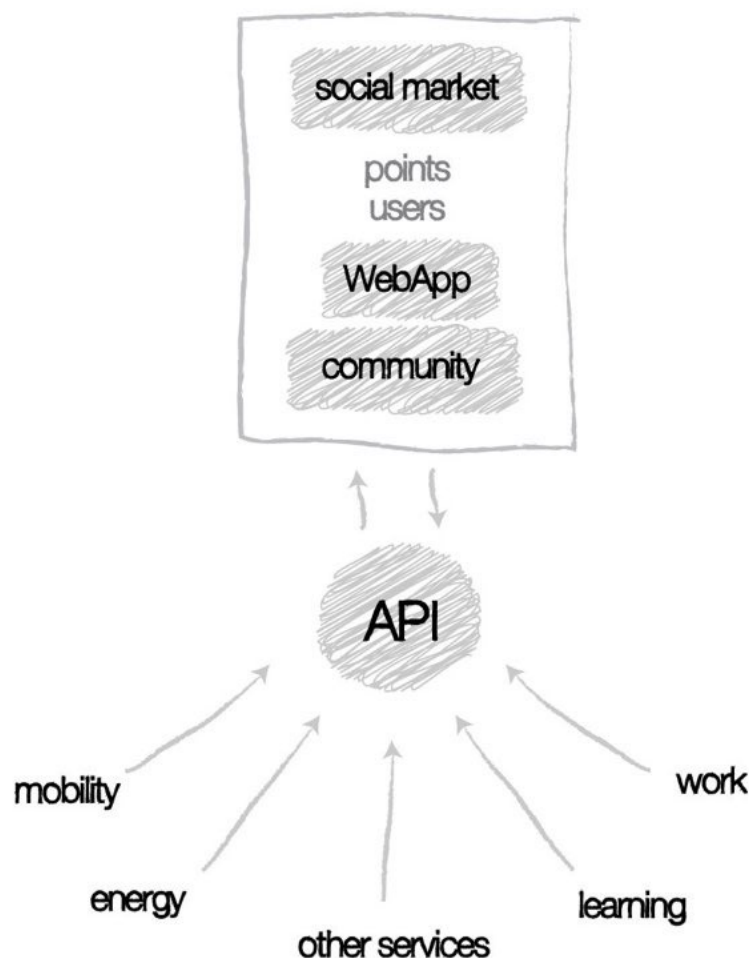 social market
points
users
WebApp
community
API
mobility
work
energy
learning
other services